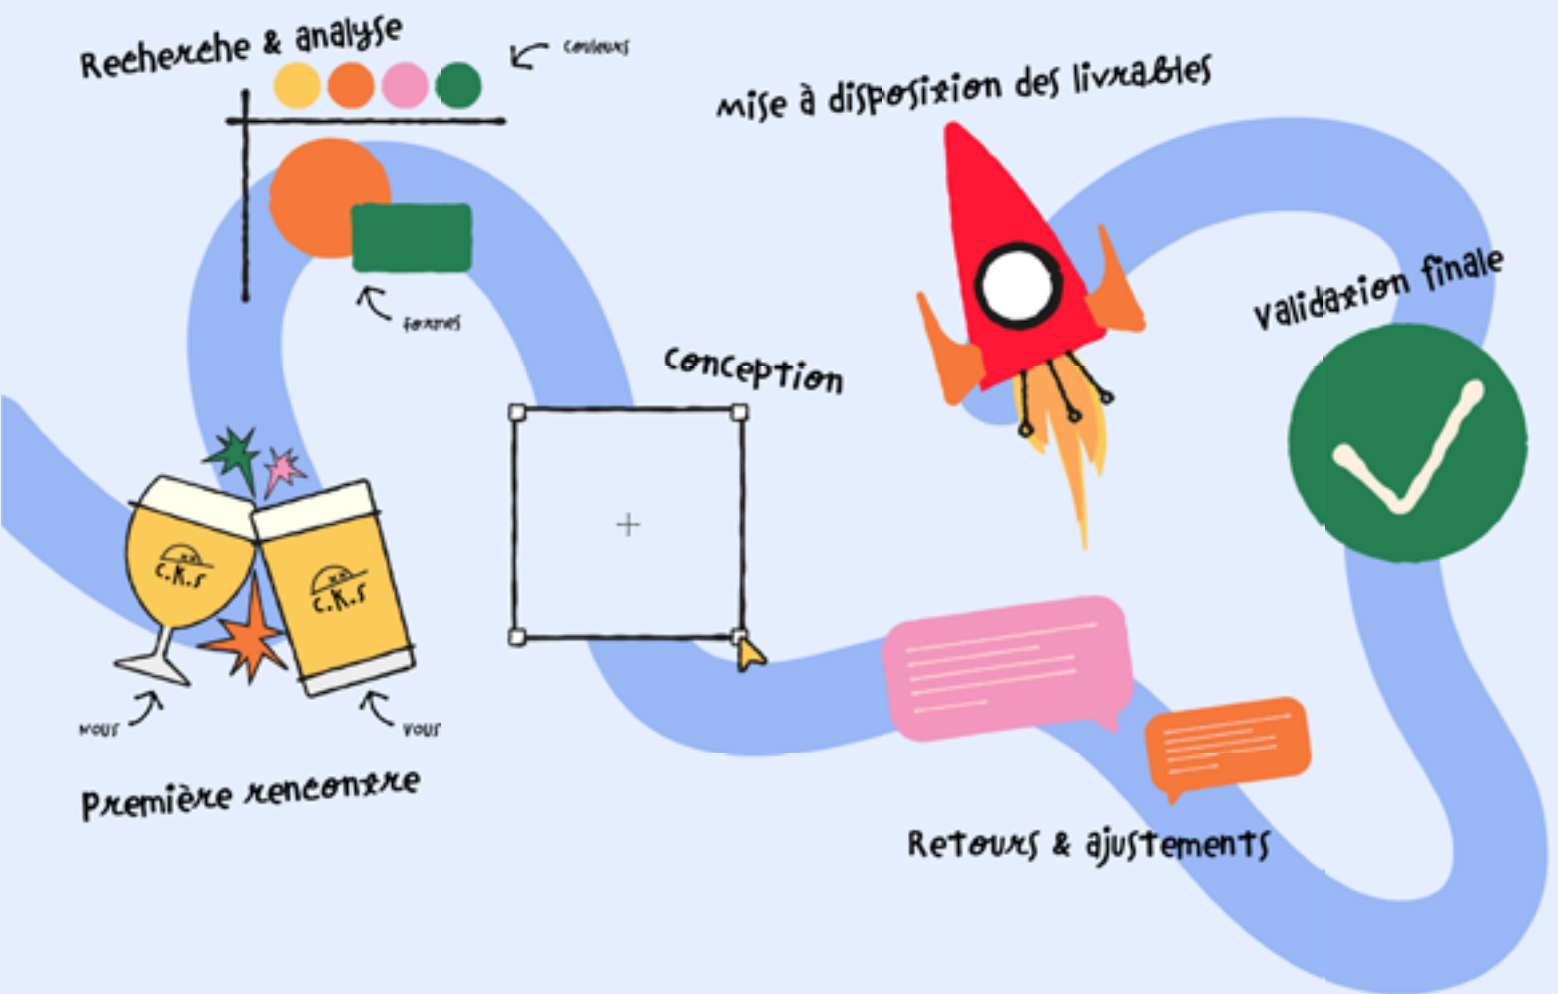 Recherche & analyse
couleurs
formes
mise à disposition des livrables
validation finale
conception
C.K.S
C.K.S
nous
vous
Première rencontre
Retours & ajustements